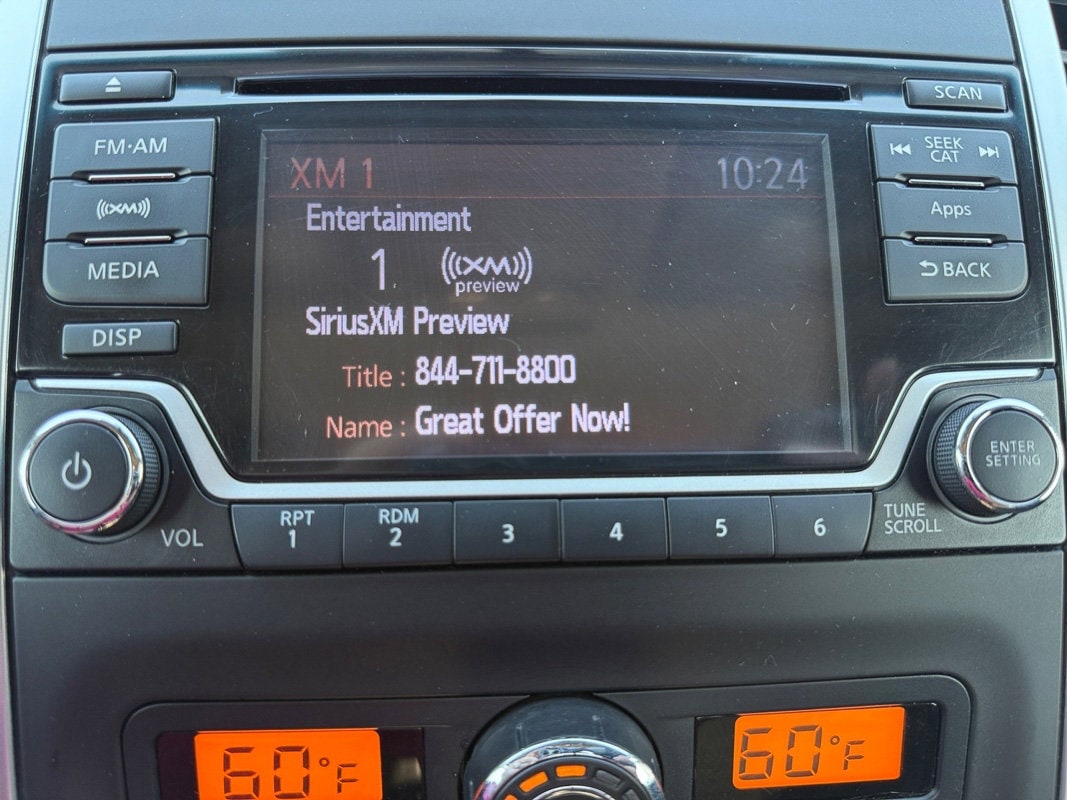 SCAN
FM·AM
XM
MEDIA
DISP
SEEK
CAT
Apps
BACK
XM 1 10:24
Entertainment
1 XM
preview
SiriusXM Preview
Title : 844-711-8800
Name : Great Offer Now!
VOL
RPT
1
RDM
2
3
4
5
6
TUNE
SCROLL
ENTER
SETTING
60°F
60°F